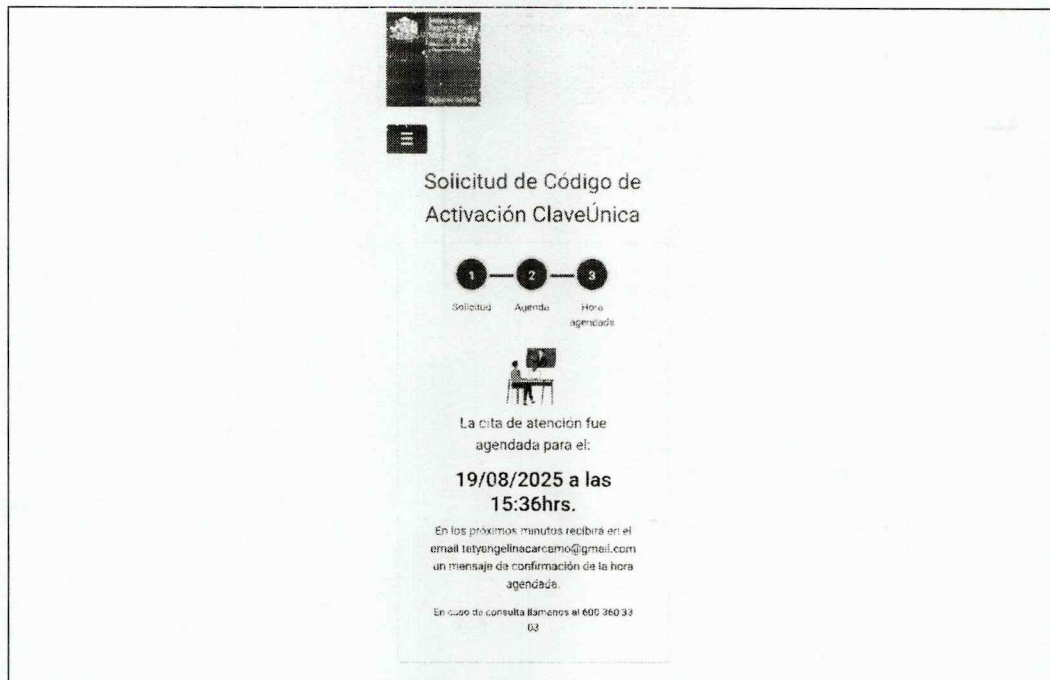 Solicitud de Código de
Activación ClaveÚnica
1 2 3
Solicitud Agenda Hora
agendada
La cita de atención fue
agendada para el:
19/08/2025 a las
15:36hrs.
En los próximos minutos recibirá en el
email tatyangelinacarcamo@gmail.com
un mensaje de confirmación de la hora
agendada.
En caso de consulta llámenos al 600 360 33
03